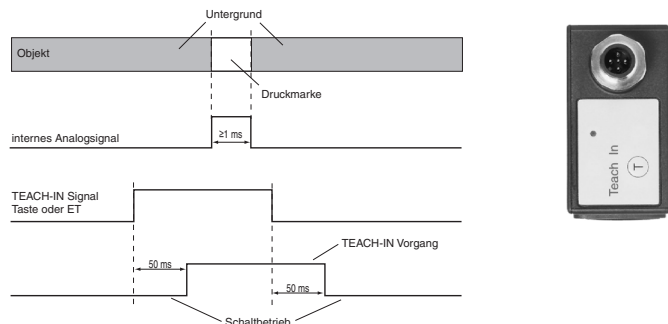 Untergrund
Objekt
Druckmarke
internes Analogsignal
≥1 ms
TEACH-IN Signal
Taste oder ET
TEACH-IN Vorgang
50 ms
50 ms
Schaltbetrieb
Teach In
T